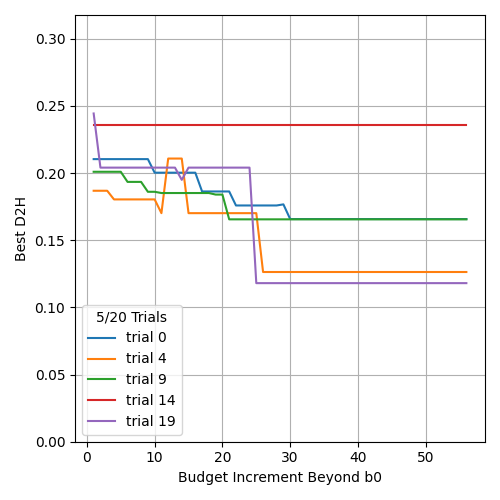 0.30
0.25
0.20
0.15
0.10
0.05
0.00
Best D2H
5/20 Trials
trial 0
trial 4
trial 9
trial 14
trial 19
0 10 20 30 40 50
Budget Increment Beyond b0